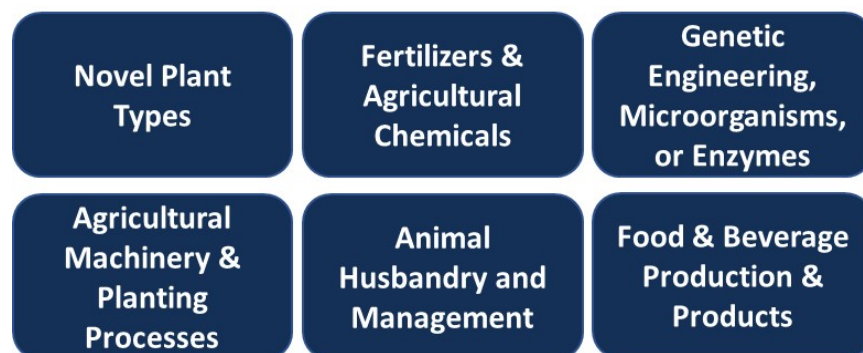 Novel Plant
Types
Fertilizers &
Agricultural
Chemicals
Genetic
Engineering,
Microorganisms,
or Enzymes
Agricultural
Machinery &
Planting
Processes
Animal
Husbandry and
Management
Food & Beverage
Production &
Products